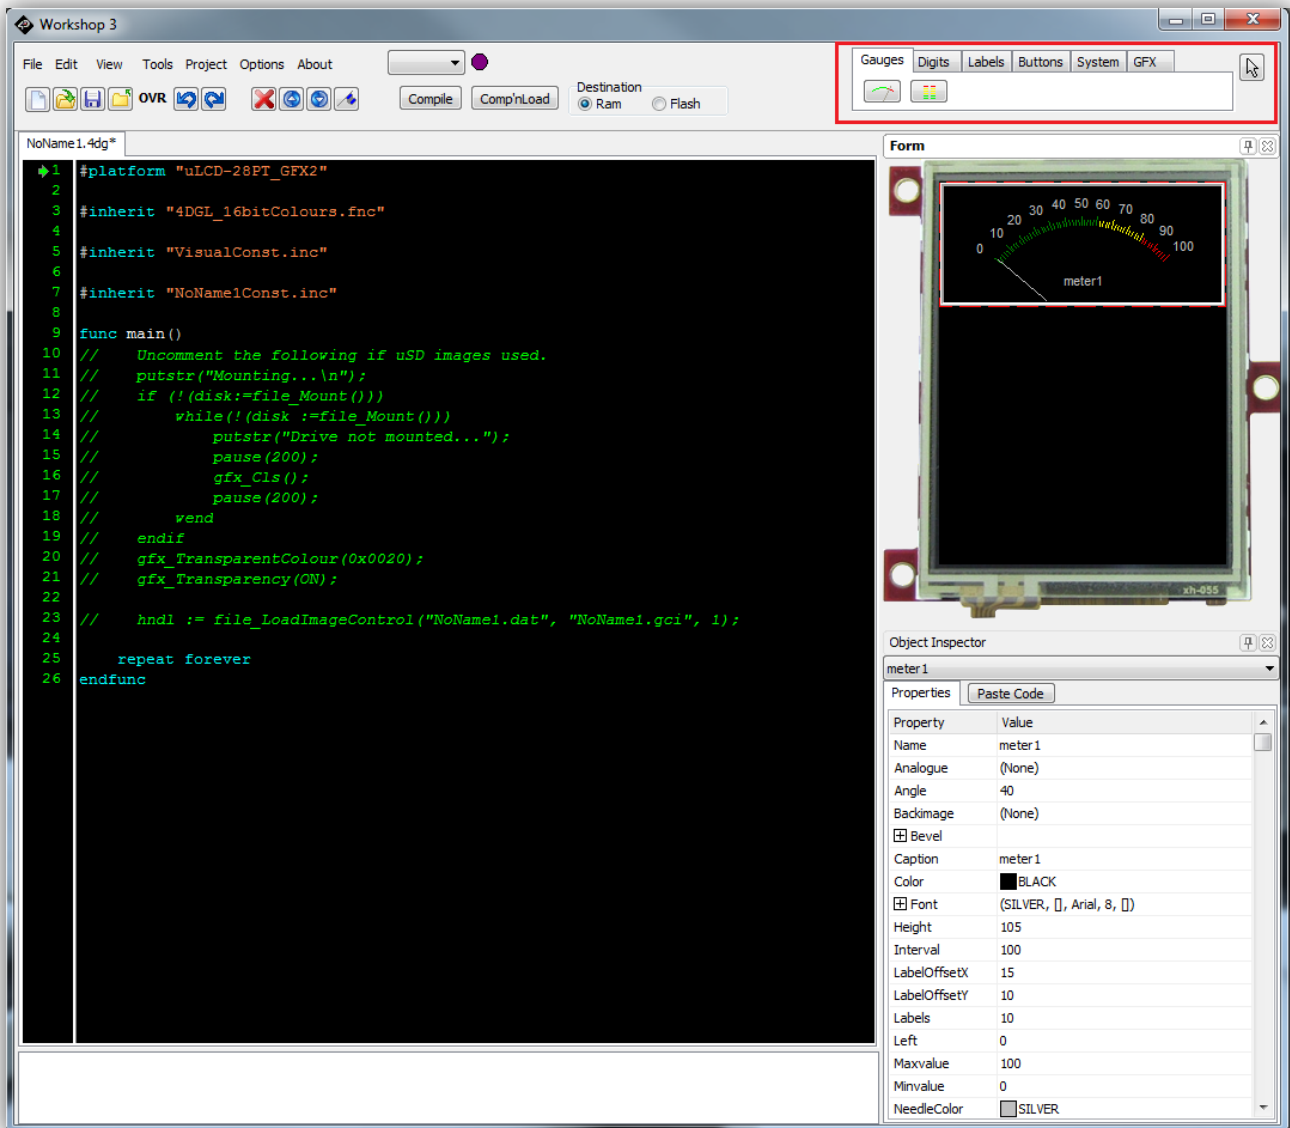 Workshop 3
File Edit View Tools Project Options About
OVR
Compile
Comp'nLoad
Destination
Ram
Flash
Gauges Digits Labels Buttons System GFX
NoName1.4dg*
1 #platform "uLCD-28PT_GFX2"
2
3 #inherit "4DGL_16bitColours.fnc"
4
5 #inherit "VisualConst.inc"
6
7 #inherit "NoName1Const.inc"
8
9 func main()
10 // Uncomment the following if uSD images used.
11 // putstr("Mounting...\n");
12 // if (!(disk:=file_Mount()))
13 // while(!(disk :=file_Mount()))
14 // putstr("Drive not mounted...");
15 // pause(200);
16 // gfx_Cls();
17 // pause(200);
18 // wend
19 // endif
20 // gfx_TransparentColour(0x0020);
21 // gfx_Transparency(ON);
22
23 // hndl := file_LoadImageControl("NoName1.dat", "NoName1.gci", 1);
24
25 repeat forever
26 endfunc
Form
0 10 20 30 40 50 60 70 80 90 100
meter1
xh-055
Object Inspector
meter1
Properties
Paste Code
Property Value
Name meter1
Analogue (None)
Angle 40
Backimage (None)
Bevel
Caption meter1
Color BLACK
Font (SILVER, [], Arial, 8, [])
Height 105
Interval 100
LabelOffsetX 15
LabelOffsetY 10
Labels 10
Left 0
Maxvalue 100
Minvalue 0
NeedleColor SILVER